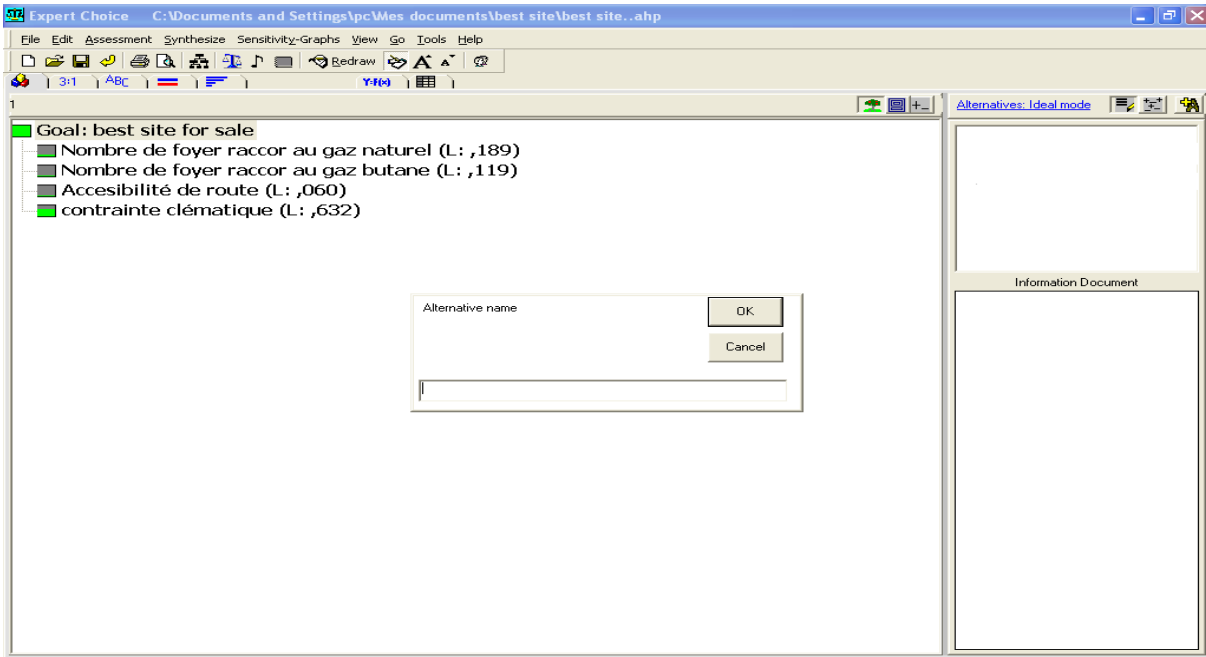 Expert Choice C:\Documents and Settings\pc\Mes documents\best site\best site..ahp
File Edit Assessment Synthesize Sensitivity-Graphs View Go Tools Help
Redraw A A
3:1 ABC Y=F(x)
1
Alternatives: Ideal mode
Goal: best site for sale
Nombre de foyer raccor au gaz naturel (L: ,189)
Nombre de foyer raccor au gaz butane (L: ,119)
Accesibilité de route (L: ,060)
contrainte clématique (L: ,632)
Information Document
Alternative name
OK
Cancel